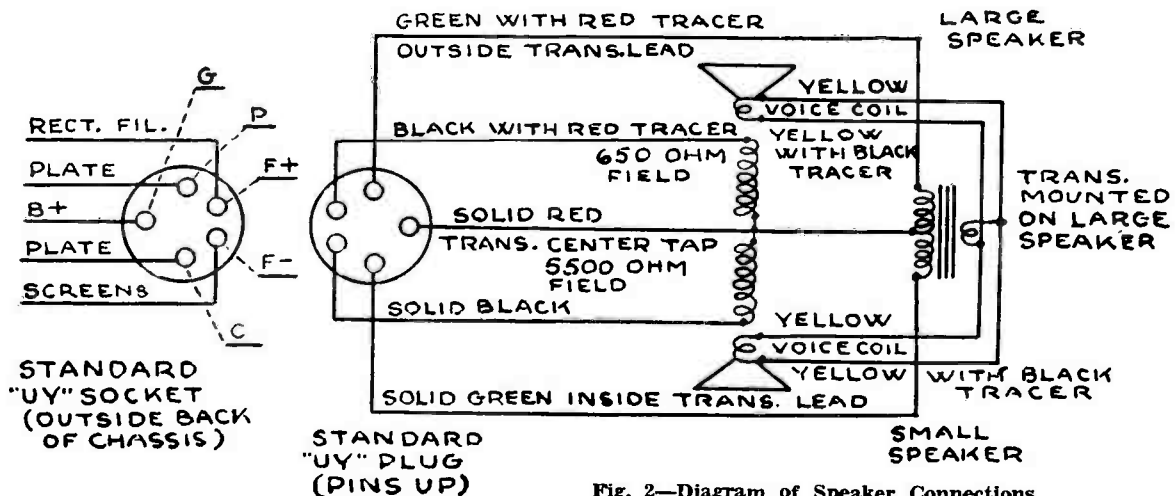 GREEN WITH RED TRACER
OUTSIDE TRANS. LEAD
LARGE
SPEAKER
G
P
RECT. FIL.
PLATE
F+
B+
PLATE
F-
SCREENS
C
STANDARD
"UY" SOCKET
(OUTSIDE BACK
OF CHASSIS)
BLACK WITH RED TRACER
650 OHM
FIELD
SOLID RED
TRANS. CENTER TAP
5500 OHM
FIELD
SOLID BLACK
YELLOW
VOICE COIL
YELLOW
WITH BLACK
TRACER
TRANS.
MOUNTED
ON LARGE
SPEAKER
YELLOW
VOICE COIL
YELLOW WITH BLACK
TRACER
SOLID GREEN INSIDE TRANS. LEAD
STANDARD
"UY" PLUG
(PINS UP)
SMALL
SPEAKER
Fig. 2—Diagram of Speaker Connections